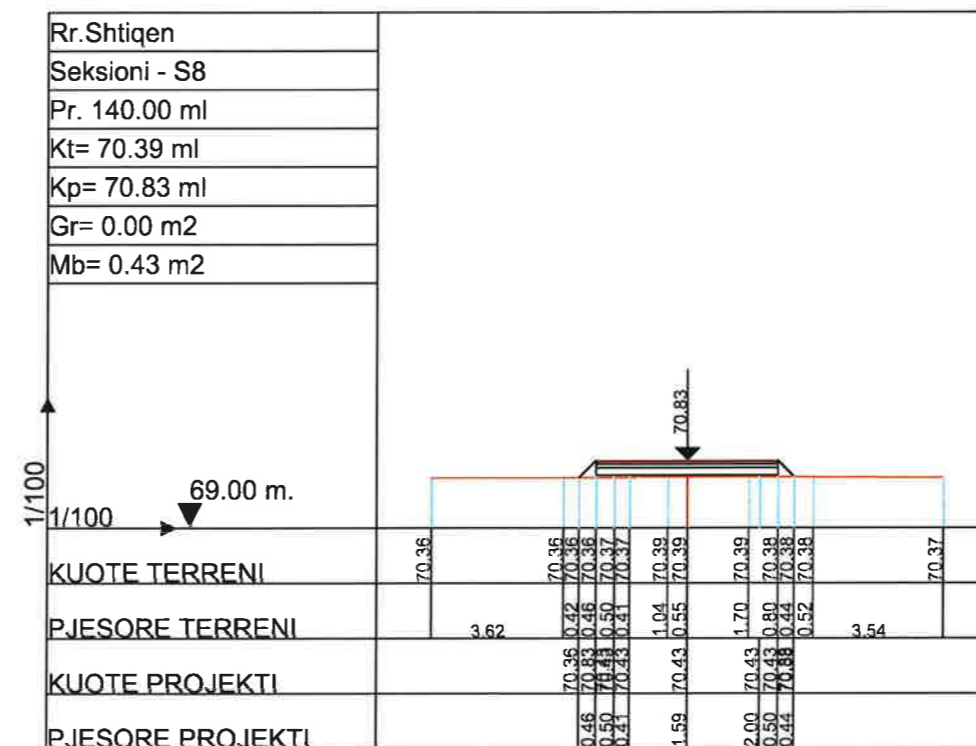 Rr.Shtiqen
Seksioni - S8
Pr. 140.00 ml
Kt= 70.39 ml
Kp= 70.83 ml
Gr= 0.00 m2
Mb= 0.43 m2
70.83
1/100
69.00 m.
1/100
KUOTE TERRENI 70.36 70.36 70.36 70.36 70.37 70.37 70.39 70.39 70.39 70.38 70.38 70.38 70.37
PJESORE TERRENI 3.62 0.42 0.46 0.50 0.41 1.04 0.55 1.70 0.80 0.44 0.52 3.54
KUOTE PROJEKTI 70.36 70.83 70.43 70.43 70.43 70.43
PJESORE PROJEKTI 0.46 0.50 0.41 1.59 2.00 0.50 0.44